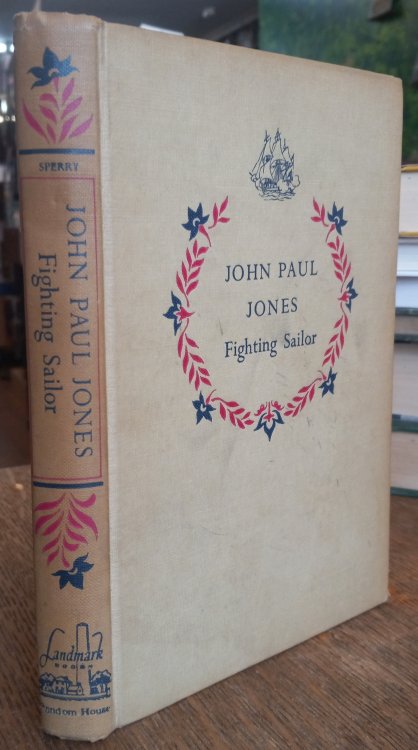 SPERRY
JOHN PAUL JONES
Fighting Sailor
Landmark
BOOKS
Random House
JOHN PAUL
JONES
Fighting Sailor